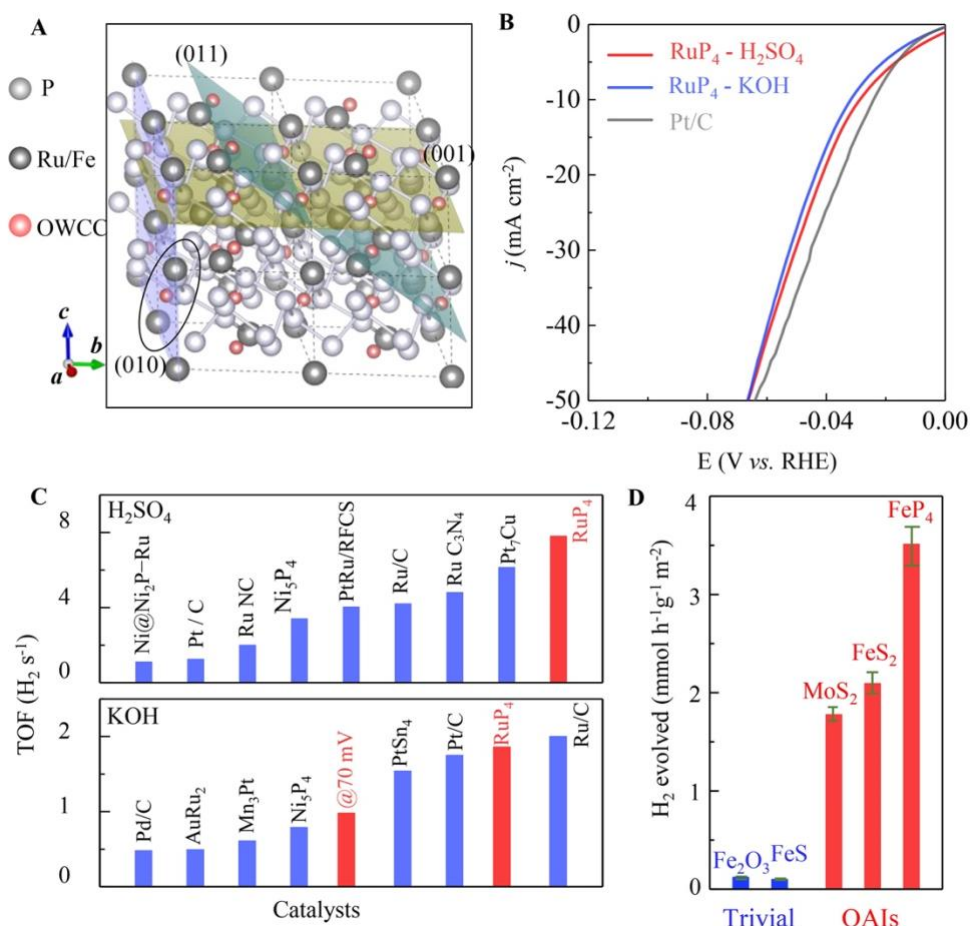 A
P
Ru/Fe
OWCC
(011)
(001)
(010)
c
b
a
B
RuP₄ - H₂SO₄
RuP₄ - KOH
Pt/C
0
-10
-20
-30
-40
-50
j (mA cm⁻²)
-0.12 -0.08 -0.04 0.00
E (V vs. RHE)
C
H₂SO₄
8
4
0
Ni@Ni₂P–Ru
Pt / C
Ru NC
Ni₅P₄
PtRu/RFCS
Ru/C
Ru C₃N₄
Pt₇Cu
RuP₄
TOF (H₂ s⁻¹)
KOH
2
1
0
Pd/C
AuRu₂
Mn₃Pt
Ni₅P₄
@70 mV
PtSn₄
Pt/C
RuP₄
Ru/C
Catalysts
D
H₂ evolved (mmol h⁻¹g⁻¹ m⁻²)
4
3
2
1
0
Fe₂O₃
FeS
MoS₂
FeS₂
FeP₄
Trivial OAIs